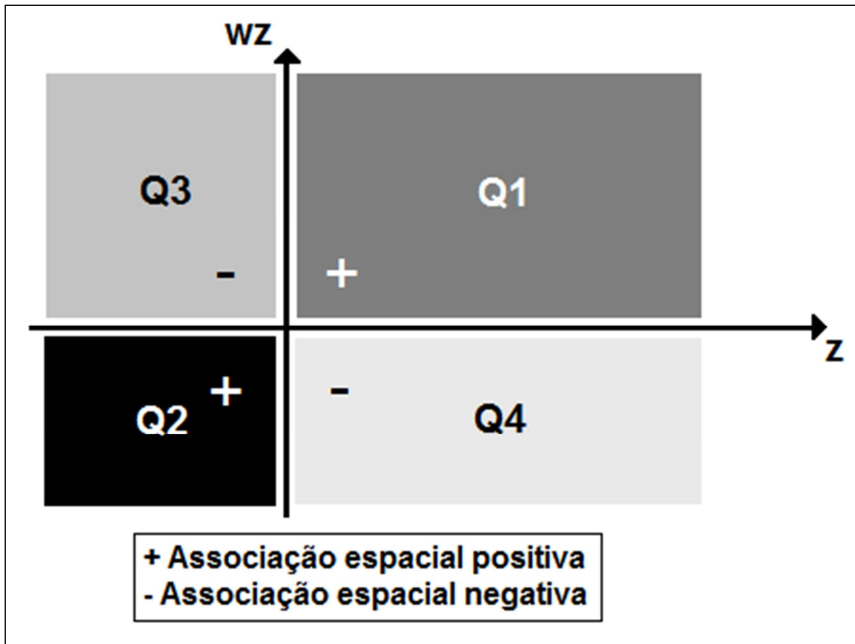 WZ
Q3
Q1
-
+
Z
+
-
Q2
Q4
+ Associação espacial positiva
- Associação espacial negativa